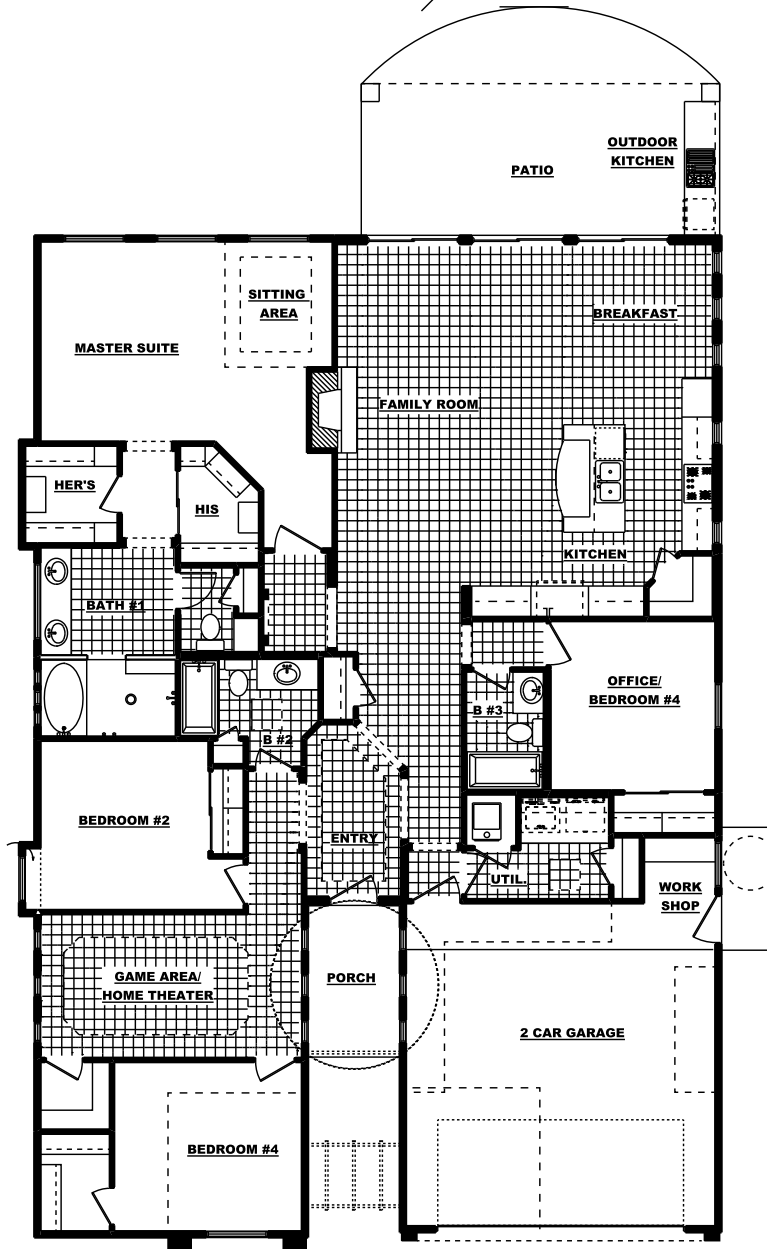 OUTDOOR
KITCHEN
PATIO
SITTING
AREA
BREAKFAST
MASTER SUITE
FAMILY ROOM
HER'S
HIS
KITCHEN
BATH #1
OFFICE/
BEDROOM #4
B #3
B #2
BEDROOM #2
ENTRY
UTIL.
WORK
SHOP
GAME AREA/
HOME THEATER
PORCH
2 CAR GARAGE
BEDROOM #4